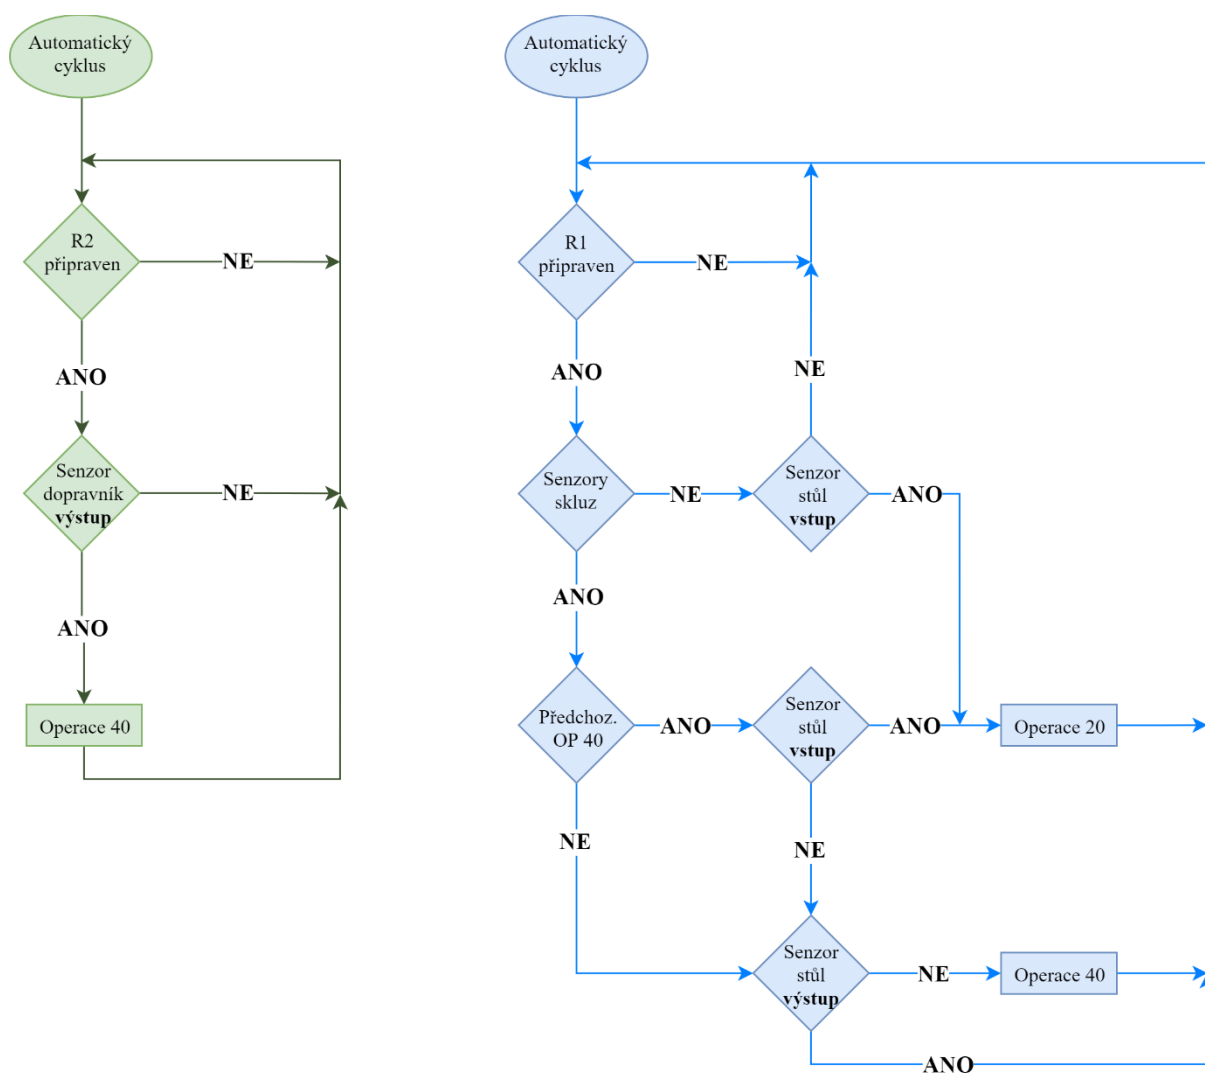 Automatický
cyklus
R2
připraven
NE
ANO
Senzor
dopravník
výstup
NE
ANO
Operace 40
Automatický
cyklus
R1
připraven
NE
ANO
NE
Senzory
skluz
NE
Senzor
stůl
vstup
ANO
ANO
Předchoz.
OP 40
ANO
Senzor
stůl
vstup
ANO
Operace 20
NE
NE
Senzor
stůl
výstup
NE
Operace 40
ANO